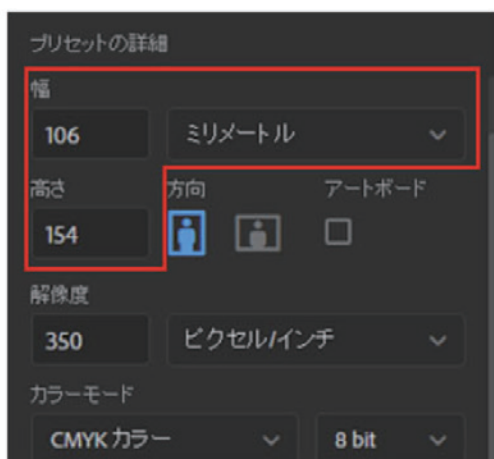 プリセットの詳細
幅
106 ミリメートル
高さ 方向 アートボード
154
解像度
350 ピクセル/インチ
カラーモード
CMYK カラー 8 bit